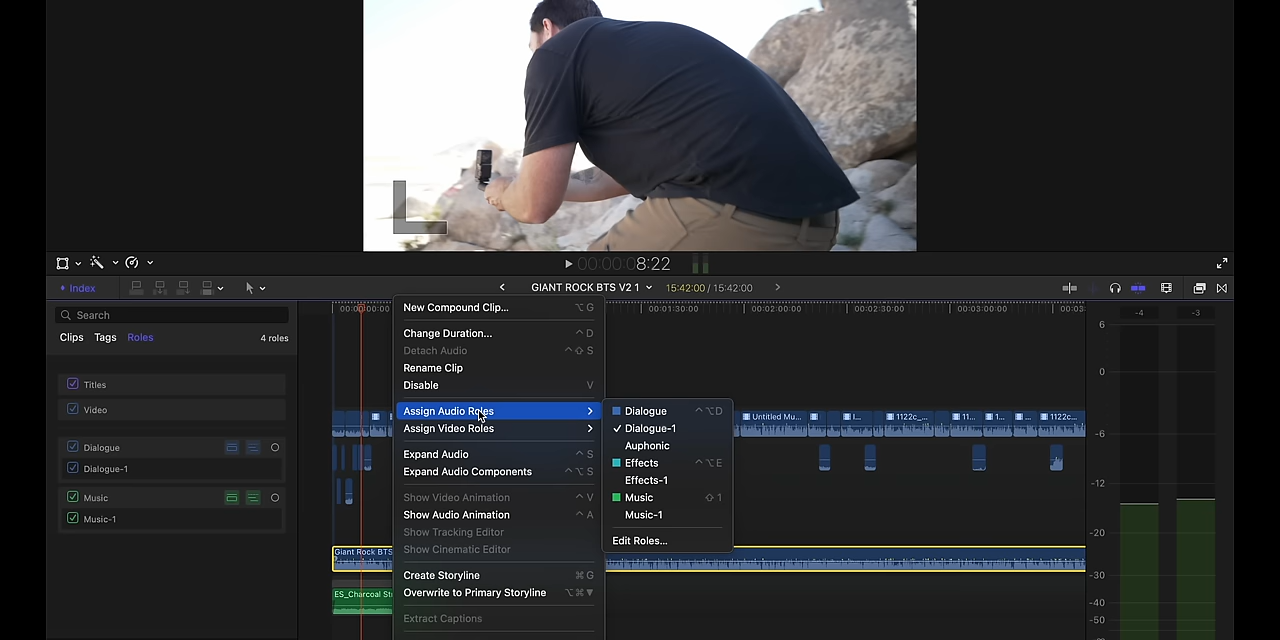 00:00:08:22
Index
GIANT ROCK BTS V2 1
15:42:00 / 15:42:00
Search
Clips Tags Roles 4 roles
Titles
Video
Dialogue
Dialogue-1
Music
Music-1
00:00:00:00
00:01:30:00
00:02:00:00
00:02:30:00
00:03:00:00
00:03:
Untitled Mu...
I...
1122c_...
11...
1...
...
1122c...
Giant Rock BTS
ES_Charcoal St
New Compound Clip... ⌥ G
Change Duration... ^ D
Detach Audio ^ ⇧ S
Rename Clip
Disable V
Assign Audio Roles
Assign Video Roles
Expand Audio ^ S
Expand Audio Components ^ ⌥ S
Show Video Animation ^ V
Show Audio Animation ^ A
Show Tracking Editor
Show Cinematic Editor
Create Storyline ⌘ G
Overwrite to Primary Storyline ⌥ ⌘ ▼
Extract Captions
Dialogue ^ ⌥ D
✓ Dialogue-1
Auphonic
Effects ^ ⌥ E
Effects-1
Music ⇧ 1
Music-1
Edit Roles...
-4 -3
6
0
-6
-12
-20
-30
-40
-50